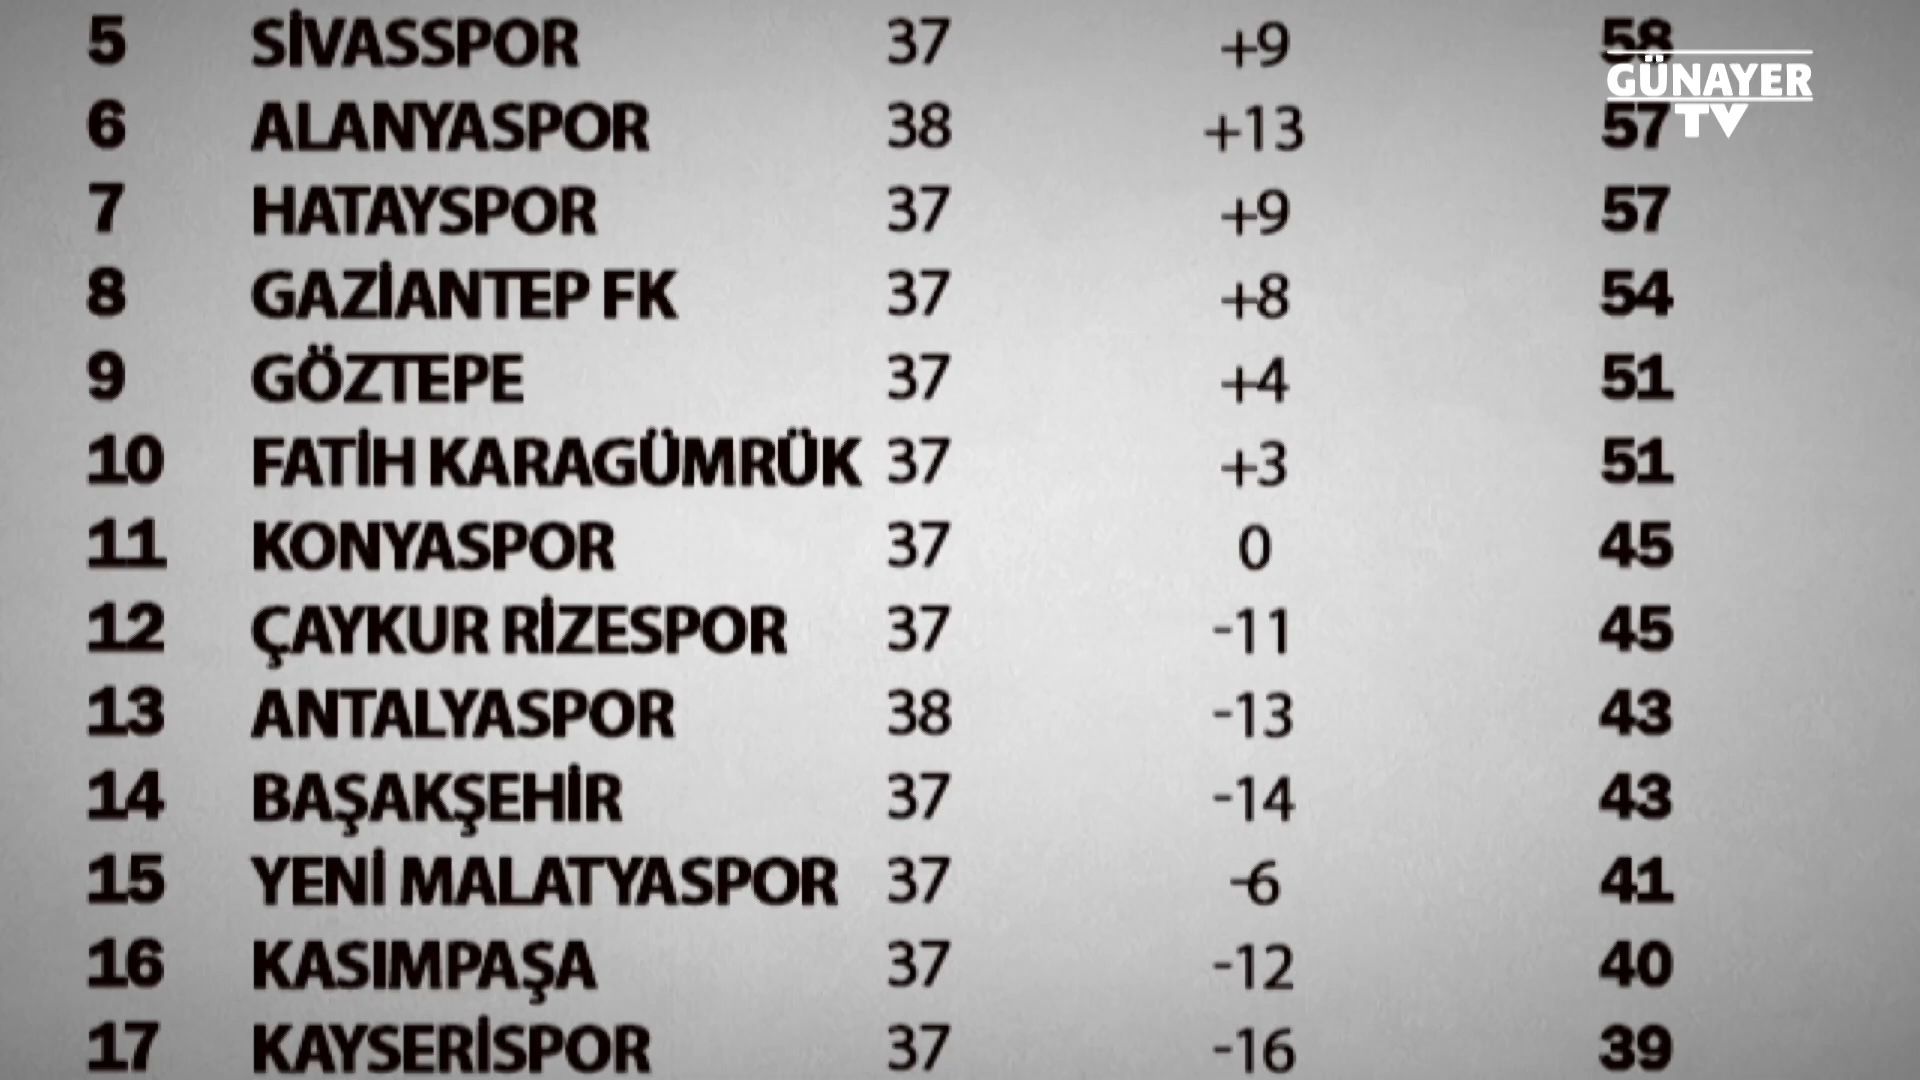 5 SİVASSPOR 37 +9 58
GÜNAYER
TV
6 ALANYASPOR 38 +13 57
7 HATAYSPOR 37 +9 57
8 GAZİANTEP FK 37 +8 54
9 GÖZTEPE 37 +4 51
10 FATİH KARAGÜMRÜK 37 +3 51
11 KONYASPOR 37 0 45
12 ÇAYKUR RİZESPOR 37 -11 45
13 ANTALYASPOR 38 -13 43
14 BAŞAKŞEHİR 37 -14 43
15 YENİ MALATYASPOR 37 -6 41
16 KASIMPAŞA 37 -12 40
17 KAYSERİSPOR 37 -16 39